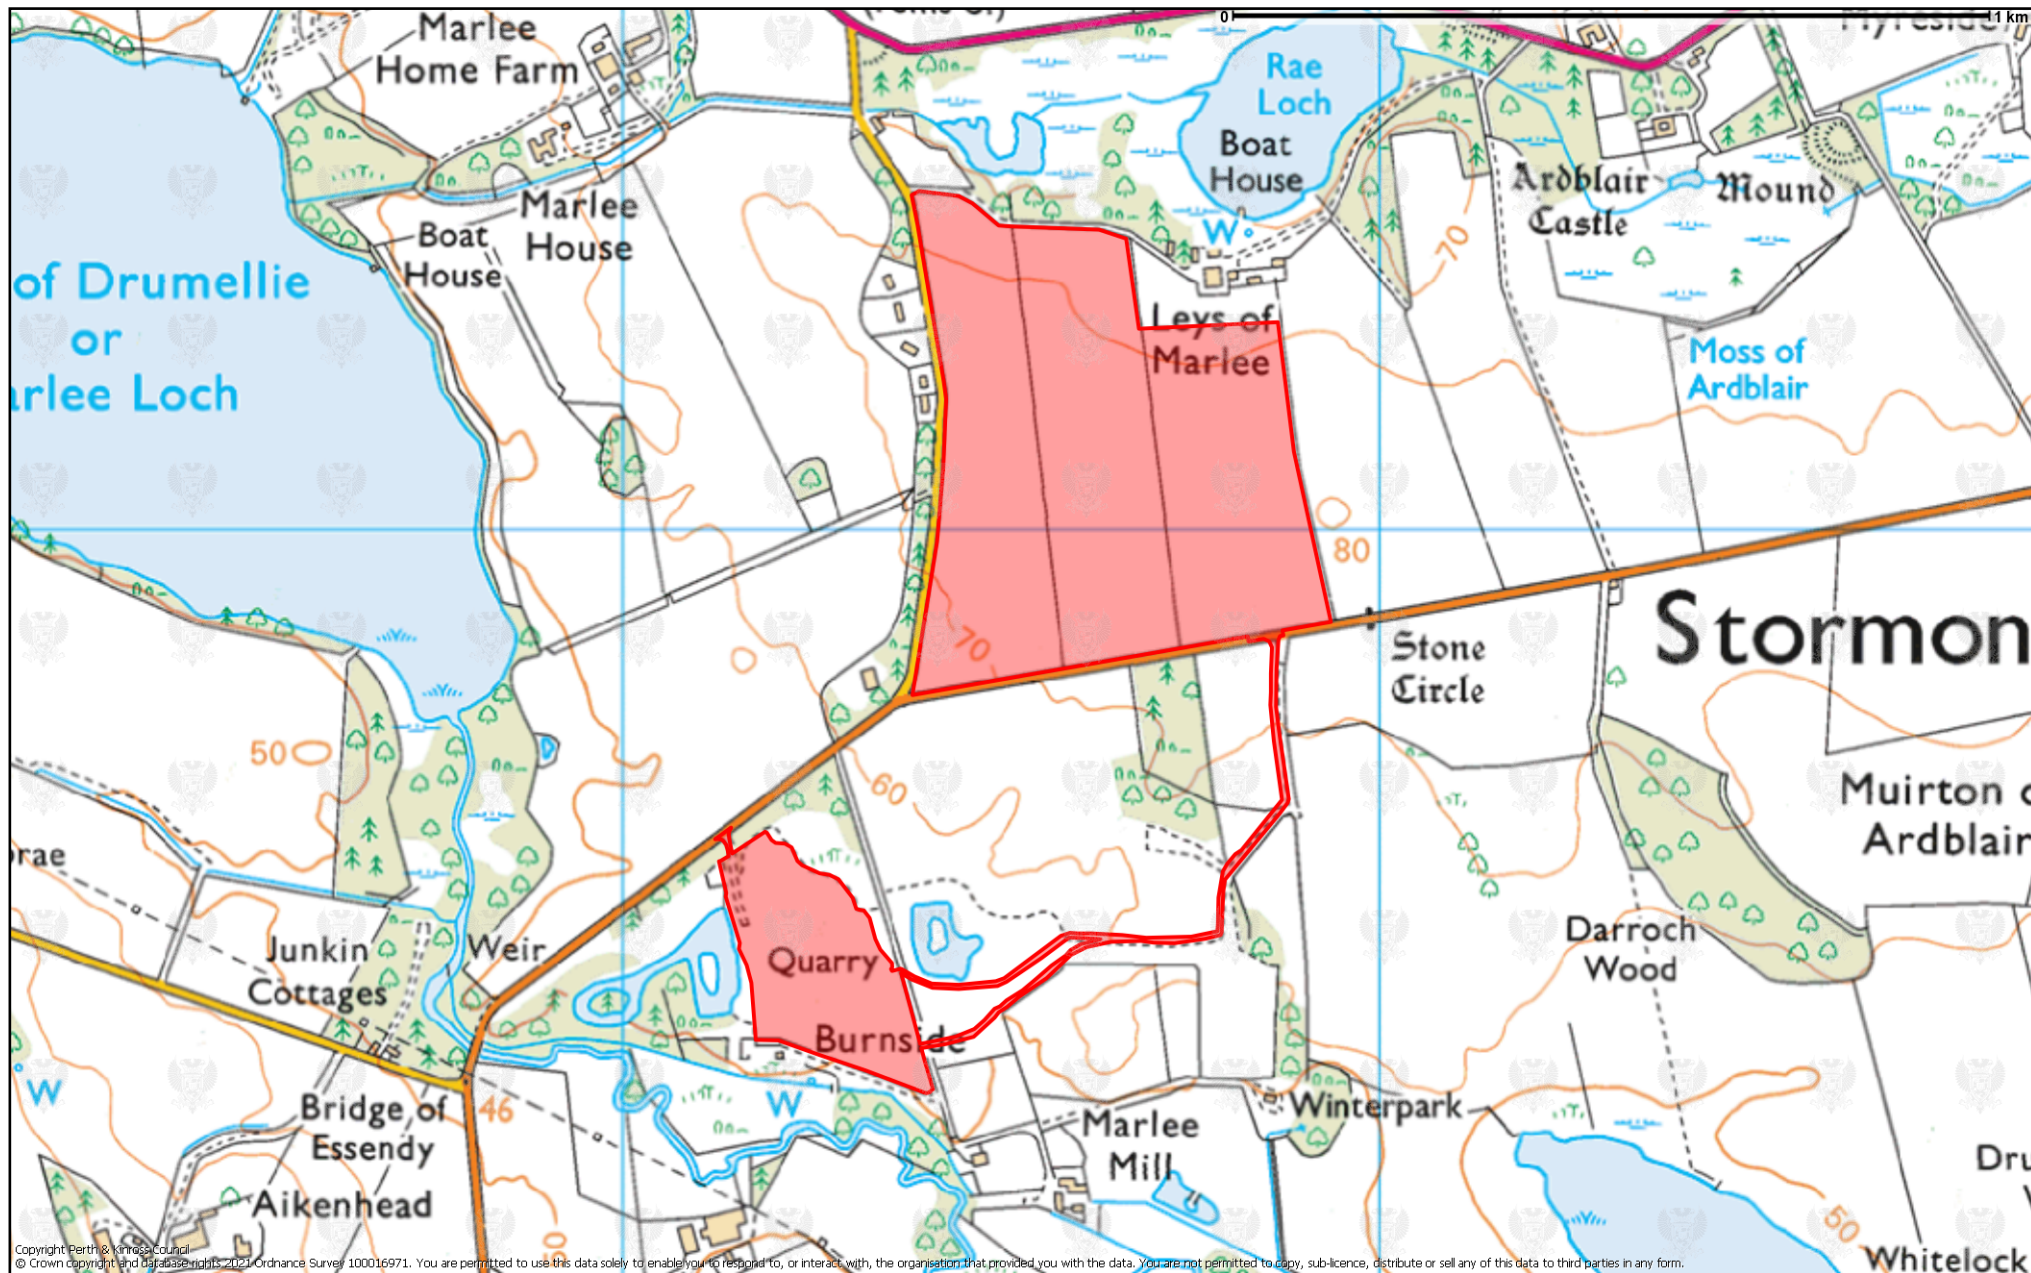 0
1 km
Marlee
Home Farm
Rae
Loch
Boat
House
Ardblair
Castle
Mound
Marlee
House
Boat
House
W
70
of Drumellie
or
arlee Loch
Leys of
Marlee
Moss of
Ardblair
80
70
Stone
Circle
Stormon
50
60
Muirton
Ardblair
Junkin
Cottages
Weir
Quarry
Darroch
Wood
Burnside
W
46
W
Bridge of
Essendy
Marlee
Mill
Winterpark
Aikenhead
50
50
Dru
Whitelock
Copyright Perth & Kinross Council
© Crown copyright and database rights 2021 Ordnance Survey 100016971. You are permitted to use this data solely to enable you to respond to, or interact with, the organisation that provided you with the data. You are not permitted to copy, sub-licence, distribute or sell any of this data to third parties in any form.